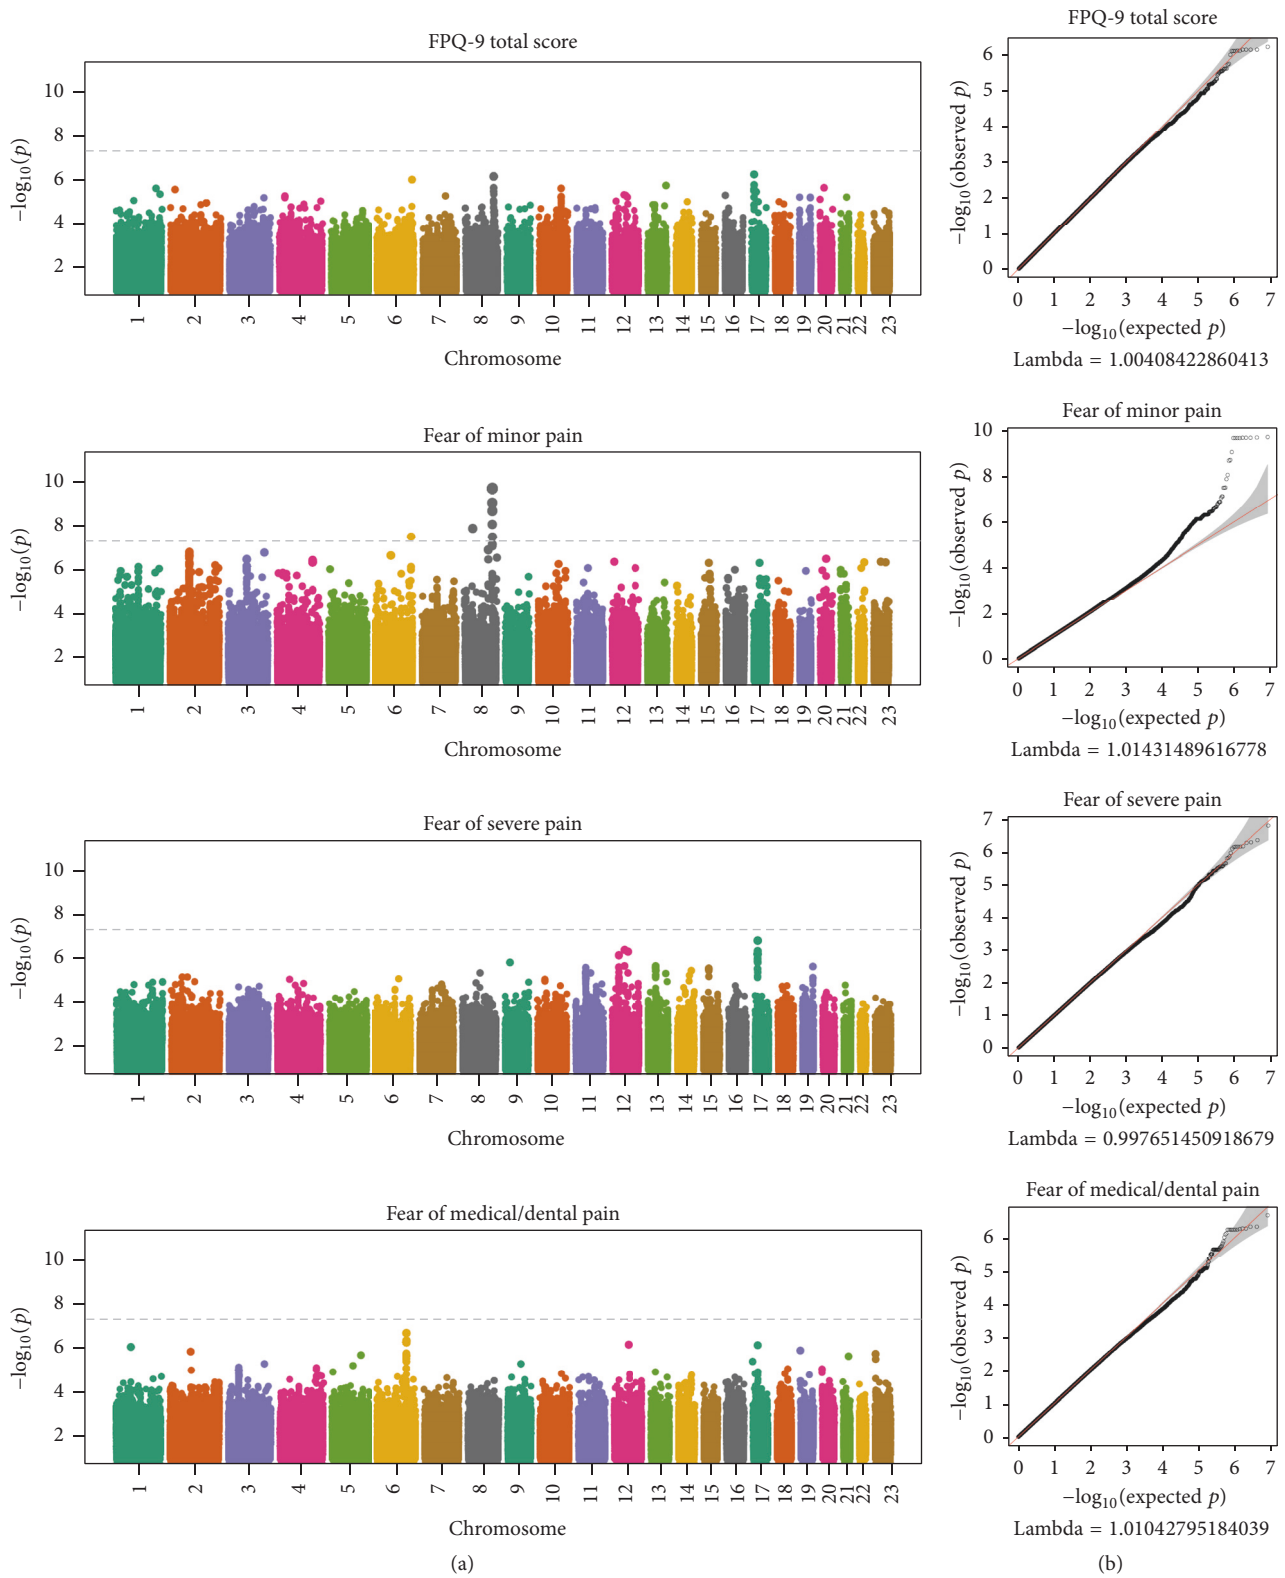 FPQ-9 total score
10
8
6
4
2
−log10(p)
1 2 3 4 5 6 7 8 9 10 11 12 13 14 15 16 17 18 19 20 21 22 23
Chromosome
FPQ-9 total score
6
5
4
3
2
1
0
−log10(observed p)
0 1 2 3 4 5 6 7
−log10(expected p)
Lambda = 1.00408422860413
Fear of minor pain
10
8
6
4
2
−log10(p)
1 2 3 4 5 6 7 8 9 10 11 12 13 14 15 16 17 18 19 20 21 22 23
Chromosome
Fear of minor pain
10
8
6
4
2
0
−log10(observed p)
0 1 2 3 4 5 6 7
−log10(expected p)
Lambda = 1.01431489616778
Fear of severe pain
10
8
6
4
2
−log10(p)
1 2 3 4 5 6 7 8 9 10 11 12 13 14 15 16 17 18 19 20 21 22 23
Chromosome
Fear of severe pain
7
6
5
4
3
2
1
0
−log10(observed p)
0 1 2 3 4 5 6 7
−log10(expected p)
Lambda = 0.997651450918679
Fear of medical/dental pain
10
8
6
4
2
−log10(p)
1 2 3 4 5 6 7 8 9 10 11 12 13 14 15 16 17 18 19 20 21 22 23
Chromosome
(a)
Fear of medical/dental pain
6
5
4
3
2
1
0
−log10(observed p)
0 1 2 3 4 5 6 7
−log10(expected p)
Lambda = 1.01042795184039
(b)